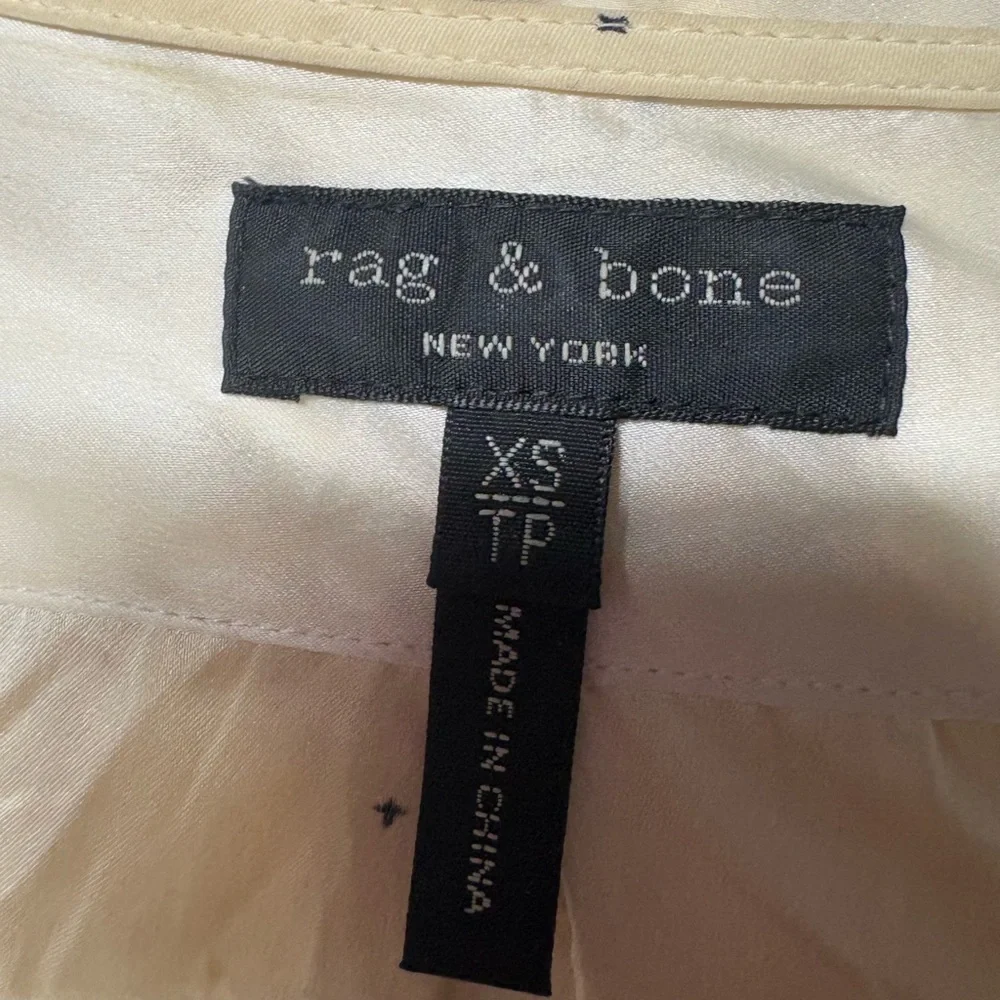 rag & bone
NEW YORK
XS
TP
MADE IN CHINA